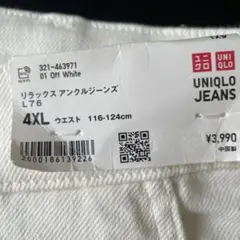 321-463971
01 Off White
リラックス アンクルジーンズ
L76
4XL ウエスト 116-124cm
2000186139226
UNIQLO
UNIQLO
JEANS
¥3,990